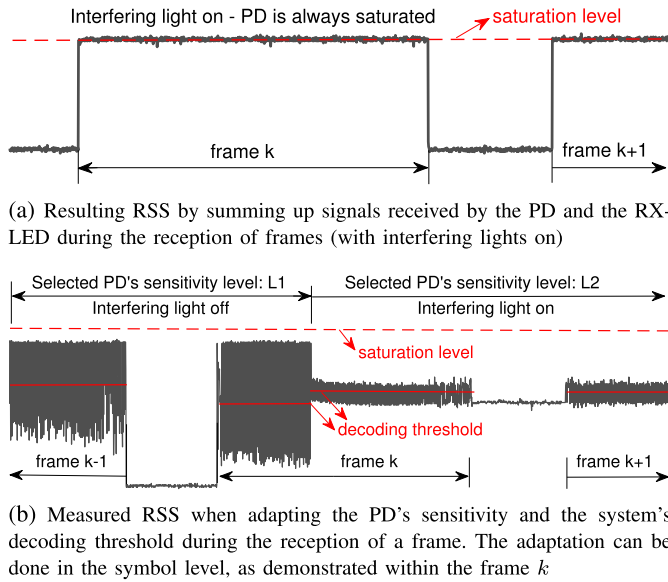 Interfering light on - PD is always saturated
saturation level
frame k
frame k+1
(a) Resulting RSS by summing up signals received by the PD and the RX-
LED during the reception of frames (with interfering lights on)
Selected PD's sensitivity level: L1
Selected PD's sensitivity level: L2
Interfering light off
Interfering light on
saturation level
decoding threshold
frame k-1
frame k
frame k+1
(b) Measured RSS when adapting the PD's sensitivity and the system's
decoding threshold during the reception of a frame. The adaptation can be
done in the symbol level, as demonstrated within the frame k